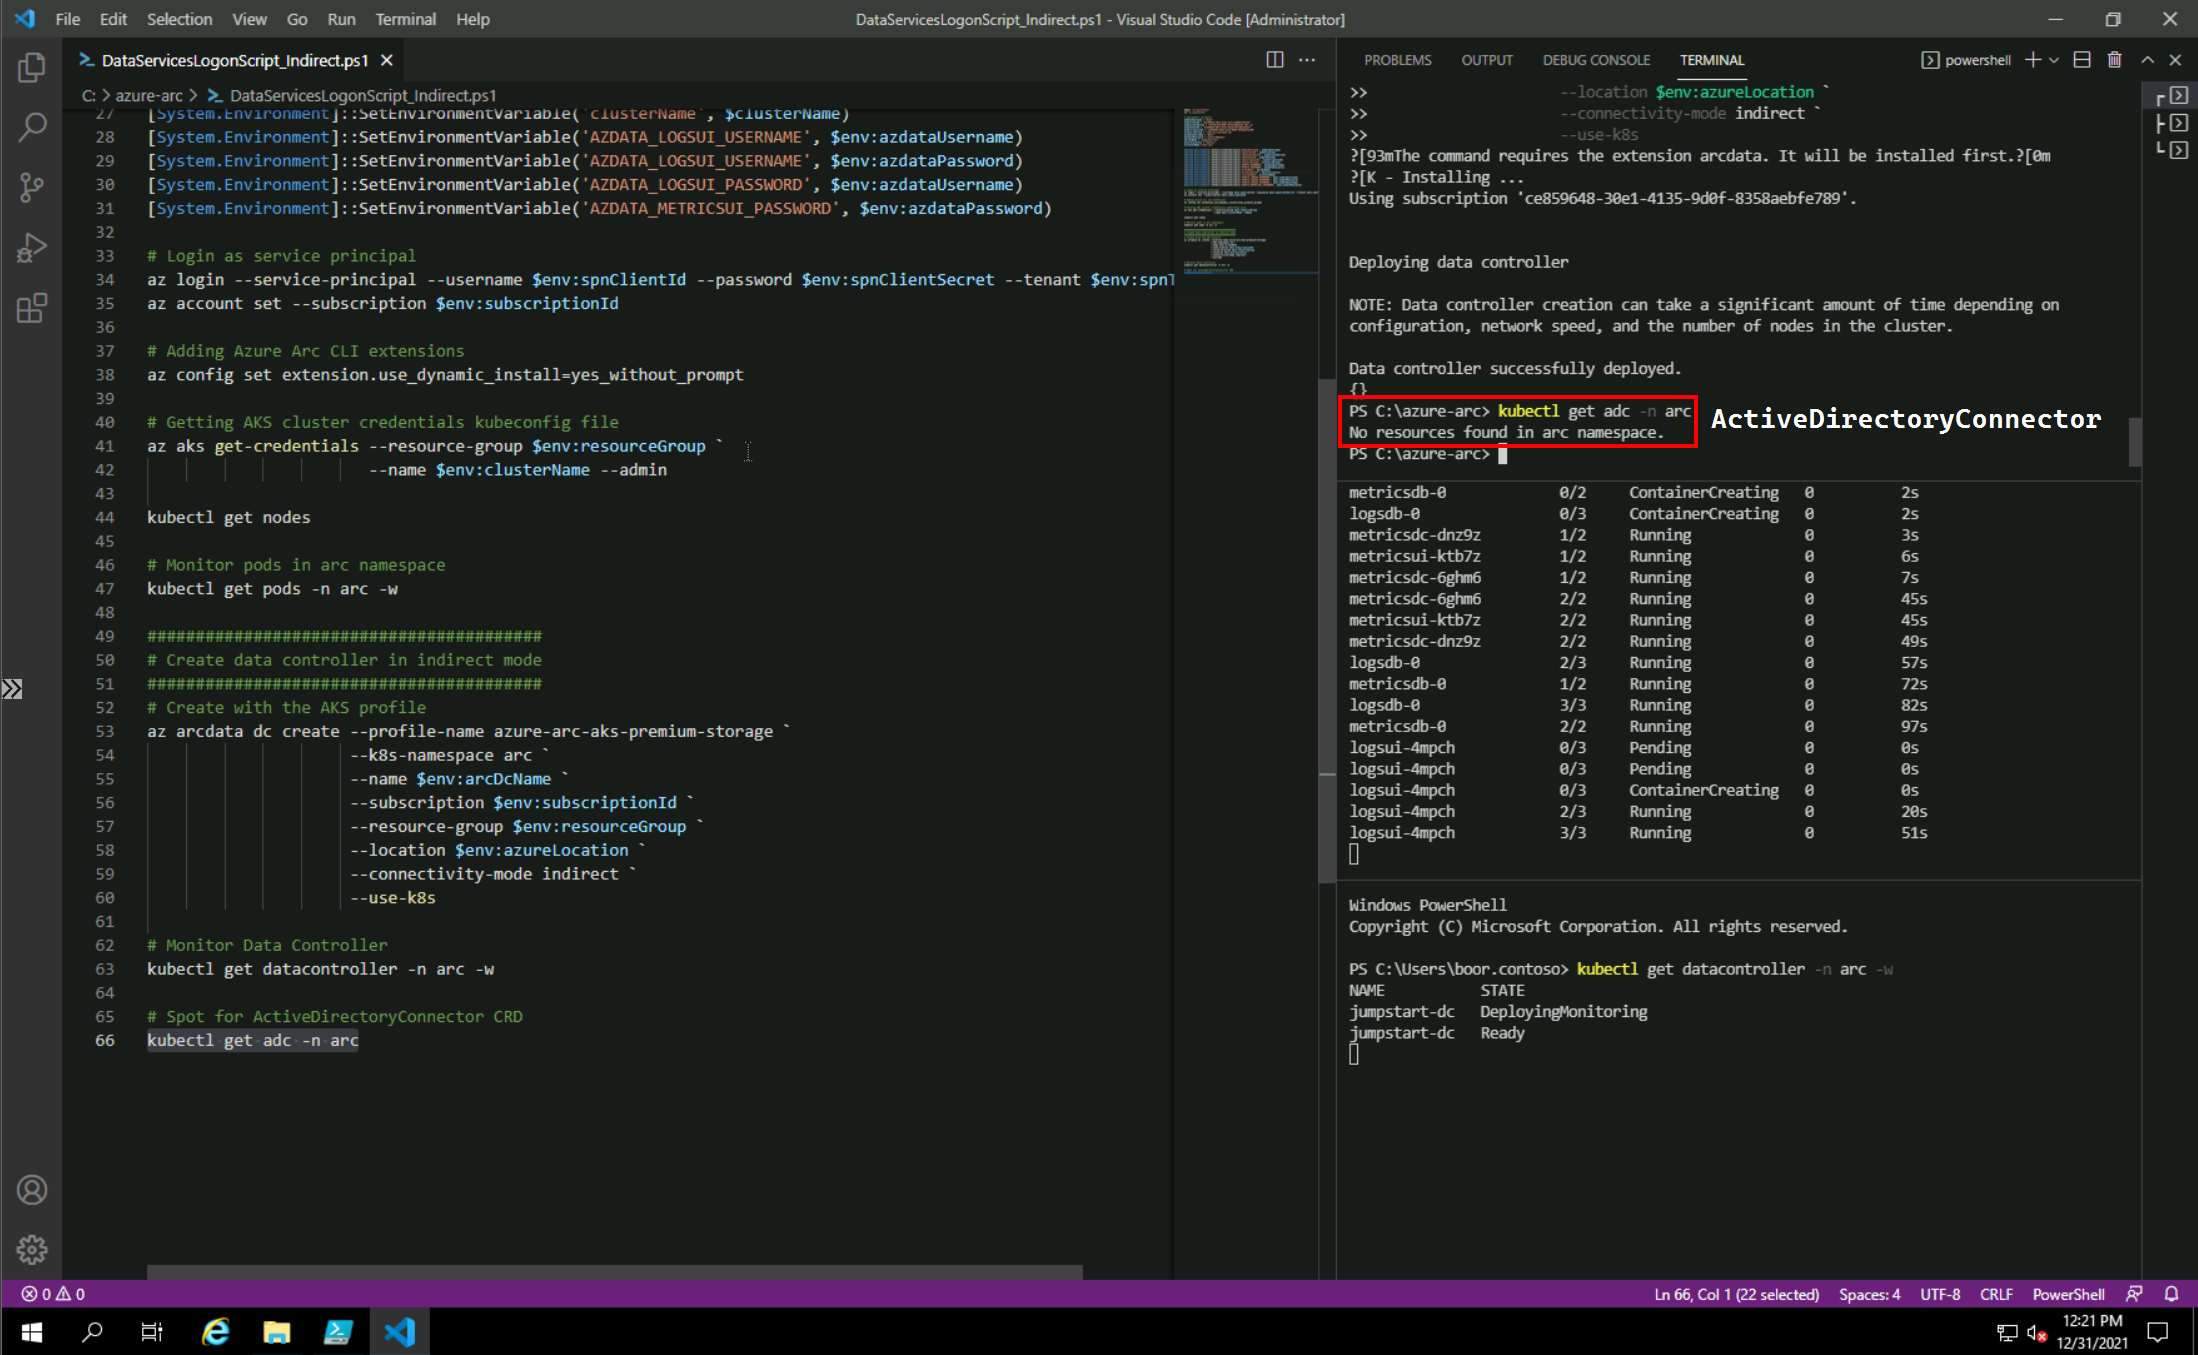 File Edit Selection View Go Run Terminal Help
DataServicesLogonScript_Indirect.ps1 - Visual Studio Code [Administrator]
DataServicesLogonScript_Indirect.ps1
C: > azure-arc > DataServicesLogonScript_Indirect.ps1
27 [System.Environment]::SetEnvironmentVariable('clusterName', $clusterName)
28 [System.Environment]::SetEnvironmentVariable('AZDATA_LOGSUI_USERNAME', $env:azdataUsername)
29 [System.Environment]::SetEnvironmentVariable('AZDATA_LOGSUI_USERNAME', $env:azdataPassword)
30 [System.Environment]::SetEnvironmentVariable('AZDATA_LOGSUI_PASSWORD', $env:azdataUsername)
31 [System.Environment]::SetEnvironmentVariable('AZDATA_METRICSUI_PASSWORD', $env:azdataPassword)
32
33 # Login as service principal
34 az login --service-principal --username $env:spnClientId --password $env:spnClientSecret --tenant $env:spnT
35 az account set --subscription $env:subscriptionId
36
37 # Adding Azure Arc CLI extensions
38 az config set extension.use_dynamic_install=yes_without_prompt
39
40 # Getting AKS cluster credentials kubeconfig file
41 az aks get-credentials --resource-group $env:resourceGroup `
42 --name $env:clusterName --admin
43
44 kubectl get nodes
45
46 # Monitor pods in arc namespace
47 kubectl get pods -n arc -w
48
49 #########################################
50 # Create data controller in indirect mode
51 #########################################
52 # Create with the AKS profile
53 az arcdata dc create --profile-name azure-arc-aks-premium-storage `
54 --k8s-namespace arc `
55 --name $env:arcDcName `
56 --subscription $env:subscriptionId `
57 --resource-group $env:resourceGroup `
58 --location $env:azureLocation `
59 --connectivity-mode indirect `
60 --use-k8s
61
62 # Monitor Data Controller
63 kubectl get datacontroller -n arc -w
64
65 # Spot for ActiveDirectoryConnector CRD
66 kubectl get adc -n arc
PROBLEMS OUTPUT DEBUG CONSOLE TERMINAL powershell
>> --location $env:azureLocation `
>> --connectivity-mode indirect `
>> --use-k8s
?[93mThe command requires the extension arcdata. It will be installed first.?[0m
?[K - Installing ...
Using subscription 'ce859648-30e1-4135-9d0f-8358aebfe789'.
Deploying data controller
NOTE: Data controller creation can take a significant amount of time depending on
configuration, network speed, and the number of nodes in the cluster.
Data controller successfully deployed.
{}
PS C:\azure-arc> kubectl get adc -n arc
ActiveDirectoryConnector
No resources found in arc namespace.
PS C:\azure-arc>
metricsdb-0 0/2 ContainerCreating 0 2s
logsdb-0 0/3 ContainerCreating 0 2s
metricsdc-dnz9z 1/2 Running 0 3s
metricsui-ktb7z 1/2 Running 0 6s
metricsdc-6ghm6 1/2 Running 0 7s
metricsdc-6ghm6 2/2 Running 0 45s
metricsui-ktb7z 2/2 Running 0 45s
metricsdc-dnz9z 2/2 Running 0 49s
logsdb-0 2/3 Running 0 57s
metricsdb-0 1/2 Running 0 72s
logsdb-0 3/3 Running 0 82s
metricsdb-0 2/2 Running 0 97s
logsui-4mpch 0/3 Pending 0 0s
logsui-4mpch 0/3 Pending 0 0s
logsui-4mpch 0/3 ContainerCreating 0 0s
logsui-4mpch 2/3 Running 0 20s
logsui-4mpch 3/3 Running 0 51s
Windows PowerShell
Copyright (C) Microsoft Corporation. All rights reserved.
PS C:\Users\boor.contoso> kubectl get datacontroller -n arc -w
NAME STATE
jumpstart-dc DeployingMonitoring
jumpstart-dc Ready
0 0
Ln 66, Col 1 (22 selected) Spaces: 4 UTF-8 CRLF PowerShell
12:21 PM
12/31/2021